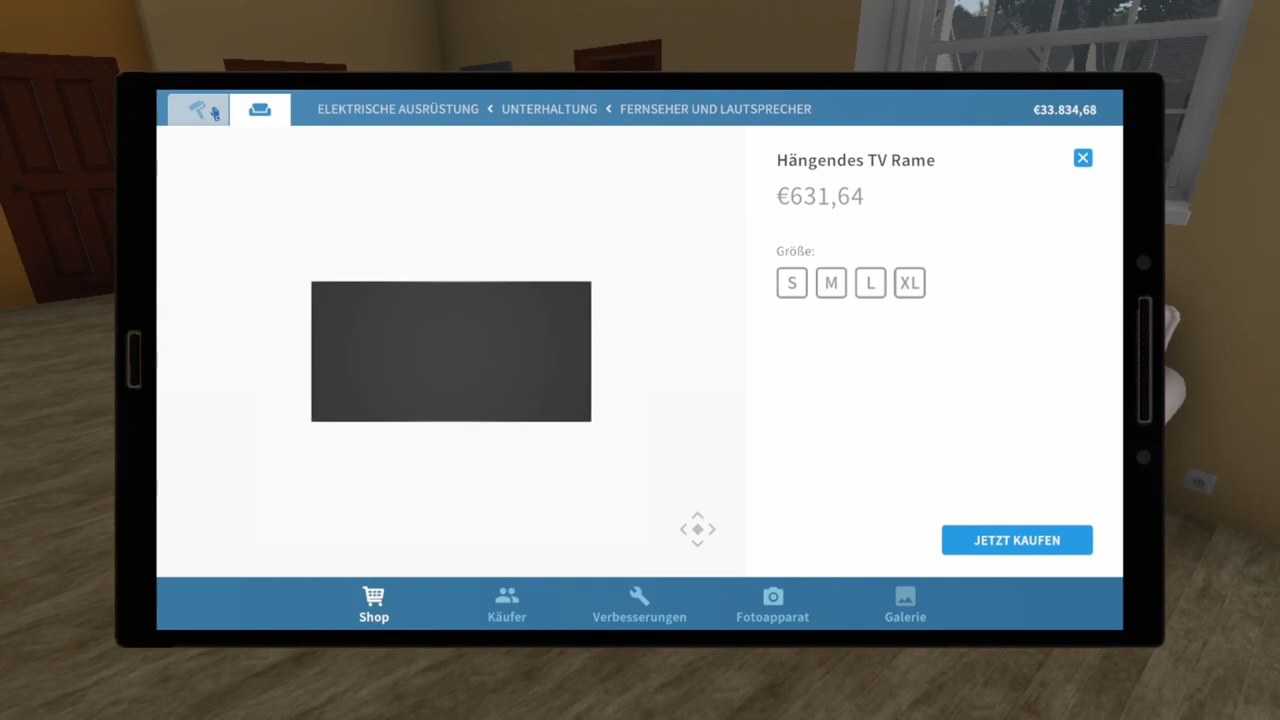 ELEKTRISCHE AUSRÜSTUNG < UNTERHALTUNG < FERNSEHER UND LAUTSPRECHER
€33.834,68
Hängendes TV Rame
€631,64
Größe:
S M L XL
JETZT KAUFEN
Shop Käufer Verbesserungen Fotoapparat Galerie